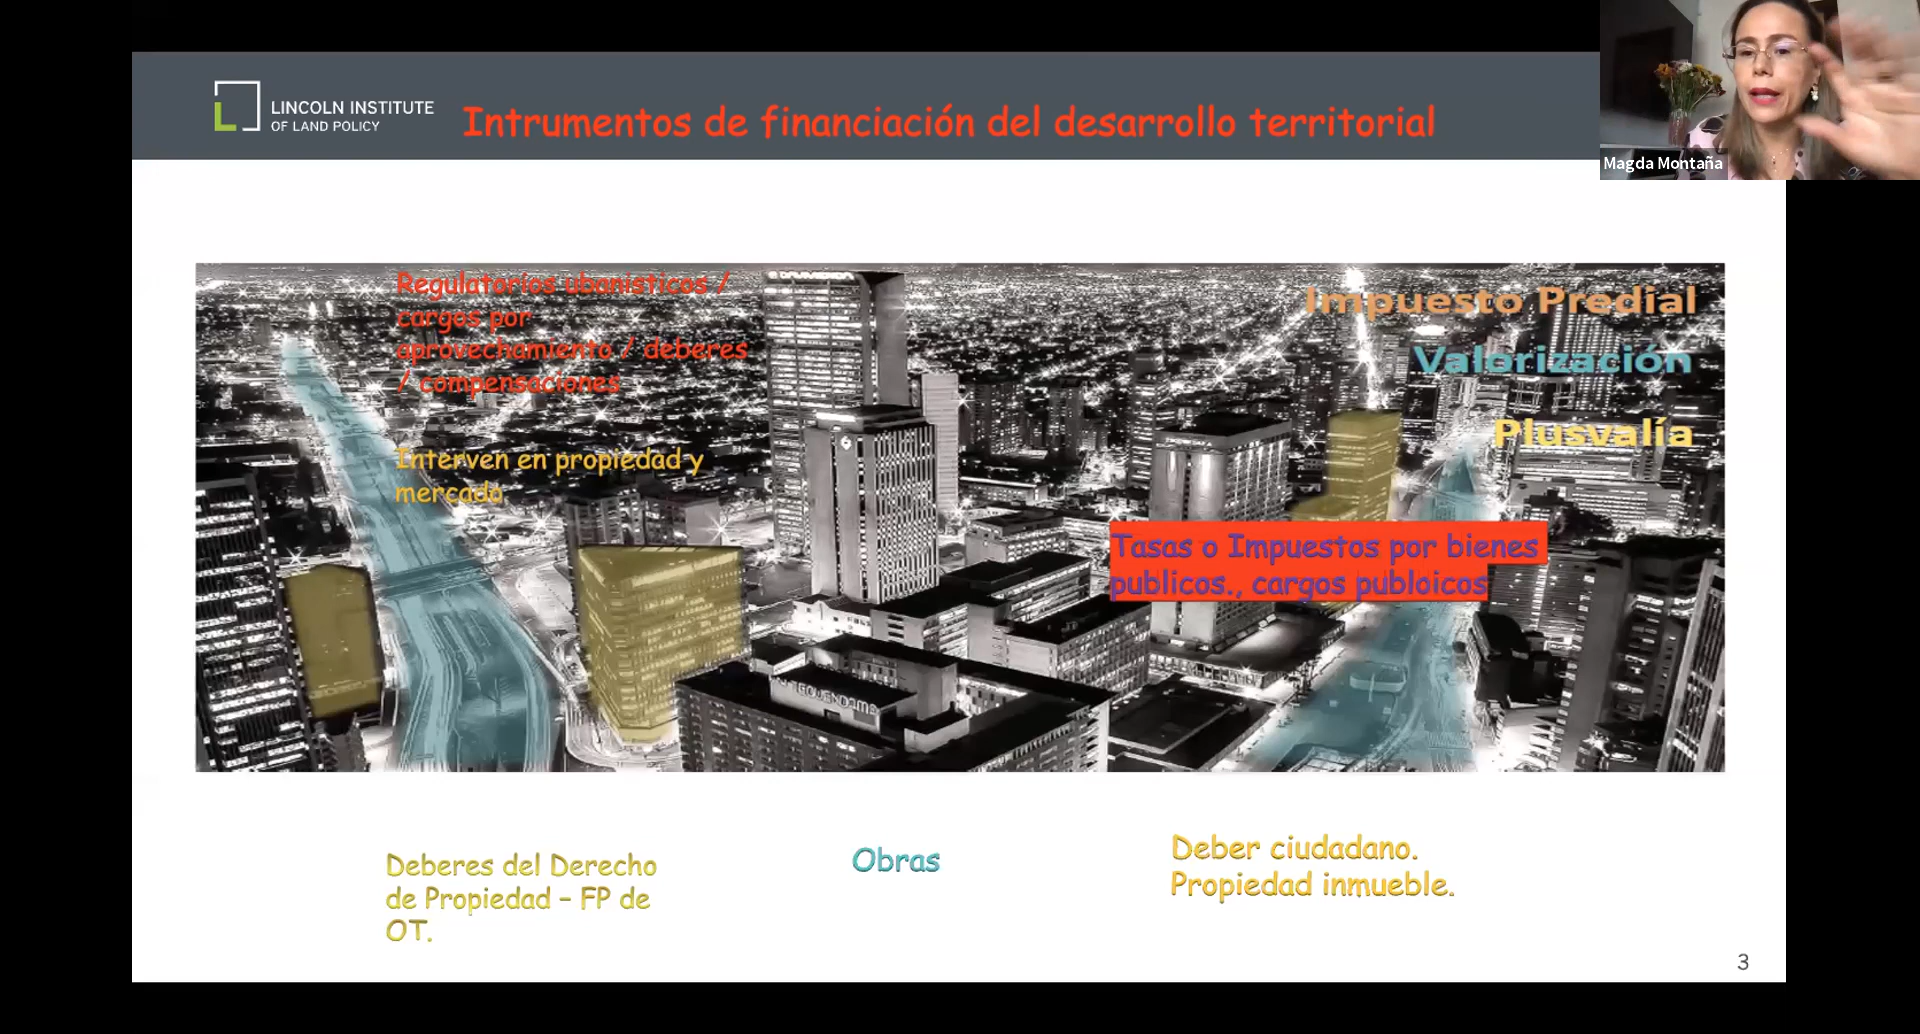 LINCOLN INSTITUTE
OF LAND POLICY
Intrumentos de financiación del desarrollo territorial
Magda Montaña
Regulatorios ubanisticos /
cargos por
aprovechamiento / deberes
/ compensaciones
Interven en propiedad y
mercado
Impuesto Predial
Valorización
Plusvalía
Tasas o Impuestos por bienes
publicos., cargos publoicos
Deberes del Derecho
de Propiedad – FP de
OT.
Obras
Deber ciudadano.
Propiedad inmueble.
3